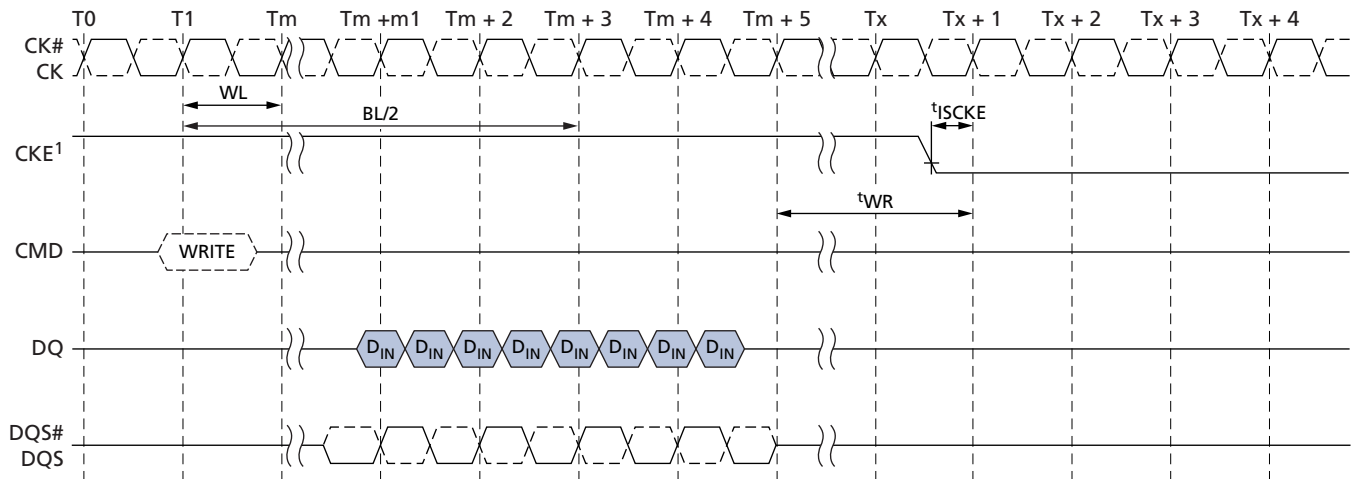 T0 T1 Tm Tm +m1 Tm + 2 Tm + 3 Tm + 4 Tm + 5 Tx Tx + 1 Tx + 2 Tx + 3 Tx + 4
CK#
CK
WL
BL/2
tISCKE
CKE1
tWR
CMD WRITE
DQ DIN DIN DIN DIN DIN DIN DIN DIN
DQS#
DQS